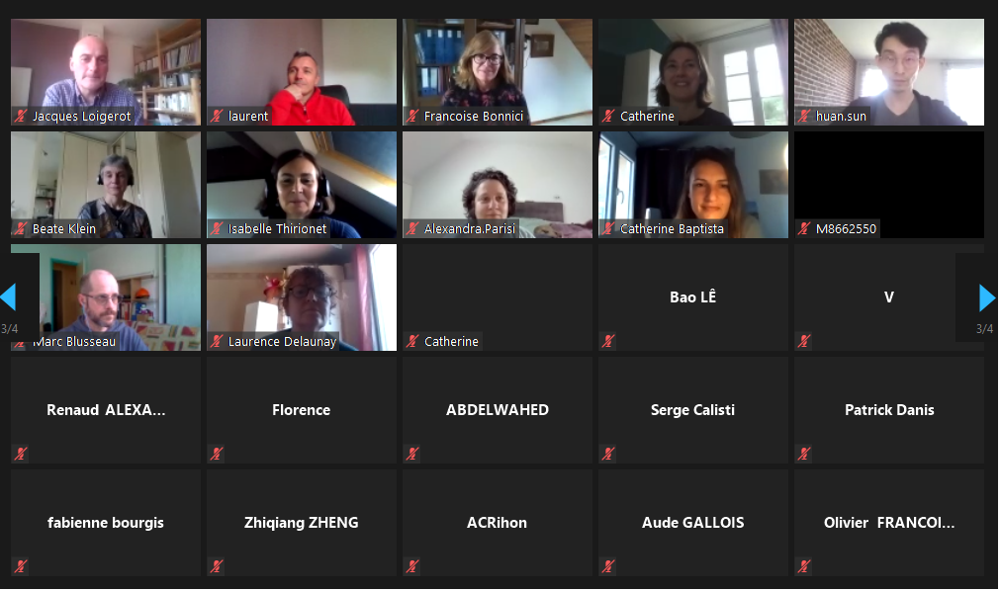 Jacques Loigerot
laurent
Francoise Bonnici
Catherine
huan.sun
Beate Klein
Isabelle Thirionet
Alexandra.Parisi
Catherine Baptista
M8662550
3/4
Marc Blusseau
Laurence Delaunay
Catherine
Bao LÊ
V
3/4
Renaud ALEXA...
Florence
ABDELWAHED
Serge Calisti
Patrick Danis
fabienne bourgis
Zhiqiang ZHENG
ACRihon
Aude GALLOIS
Olivier FRANCOI...